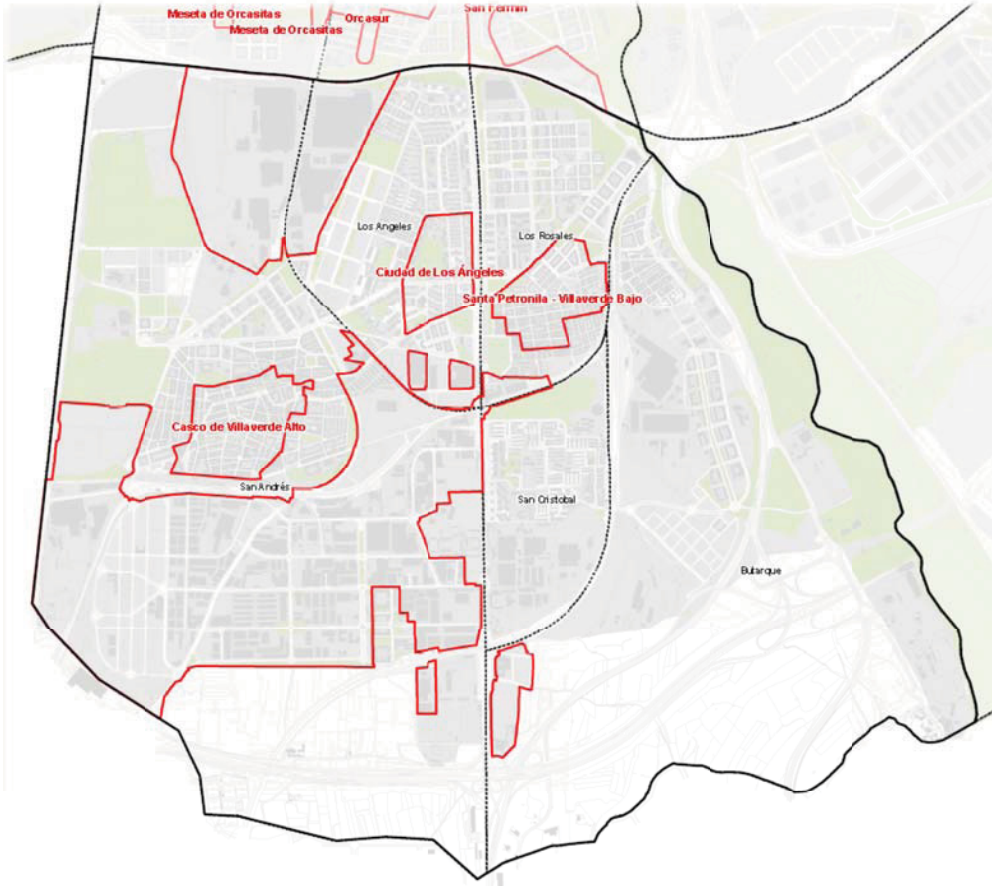 San Fermín
Meseta de Orcasitas
Orcasur
Meseta de Orcasitas
Los Angeles
Los Rosales
Ciudad de Los Ángeles
Santa Petronila - Villaverde Bajo
Casco de Villaverde Alto
San Andrés
San Cristobal
Butarque